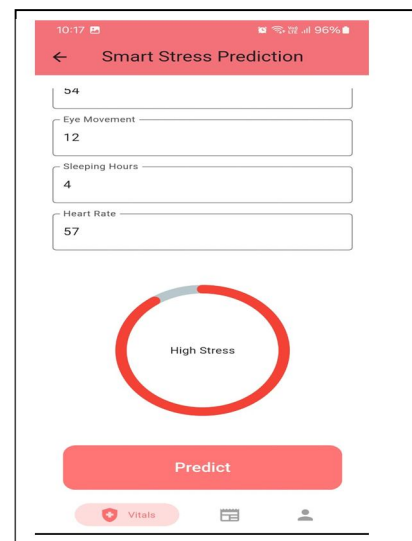 10:17 96%
← Smart Stress Prediction
54
Eye Movement
12
Sleeping Hours
4
Heart Rate
57
High Stress
Predict
Vitals